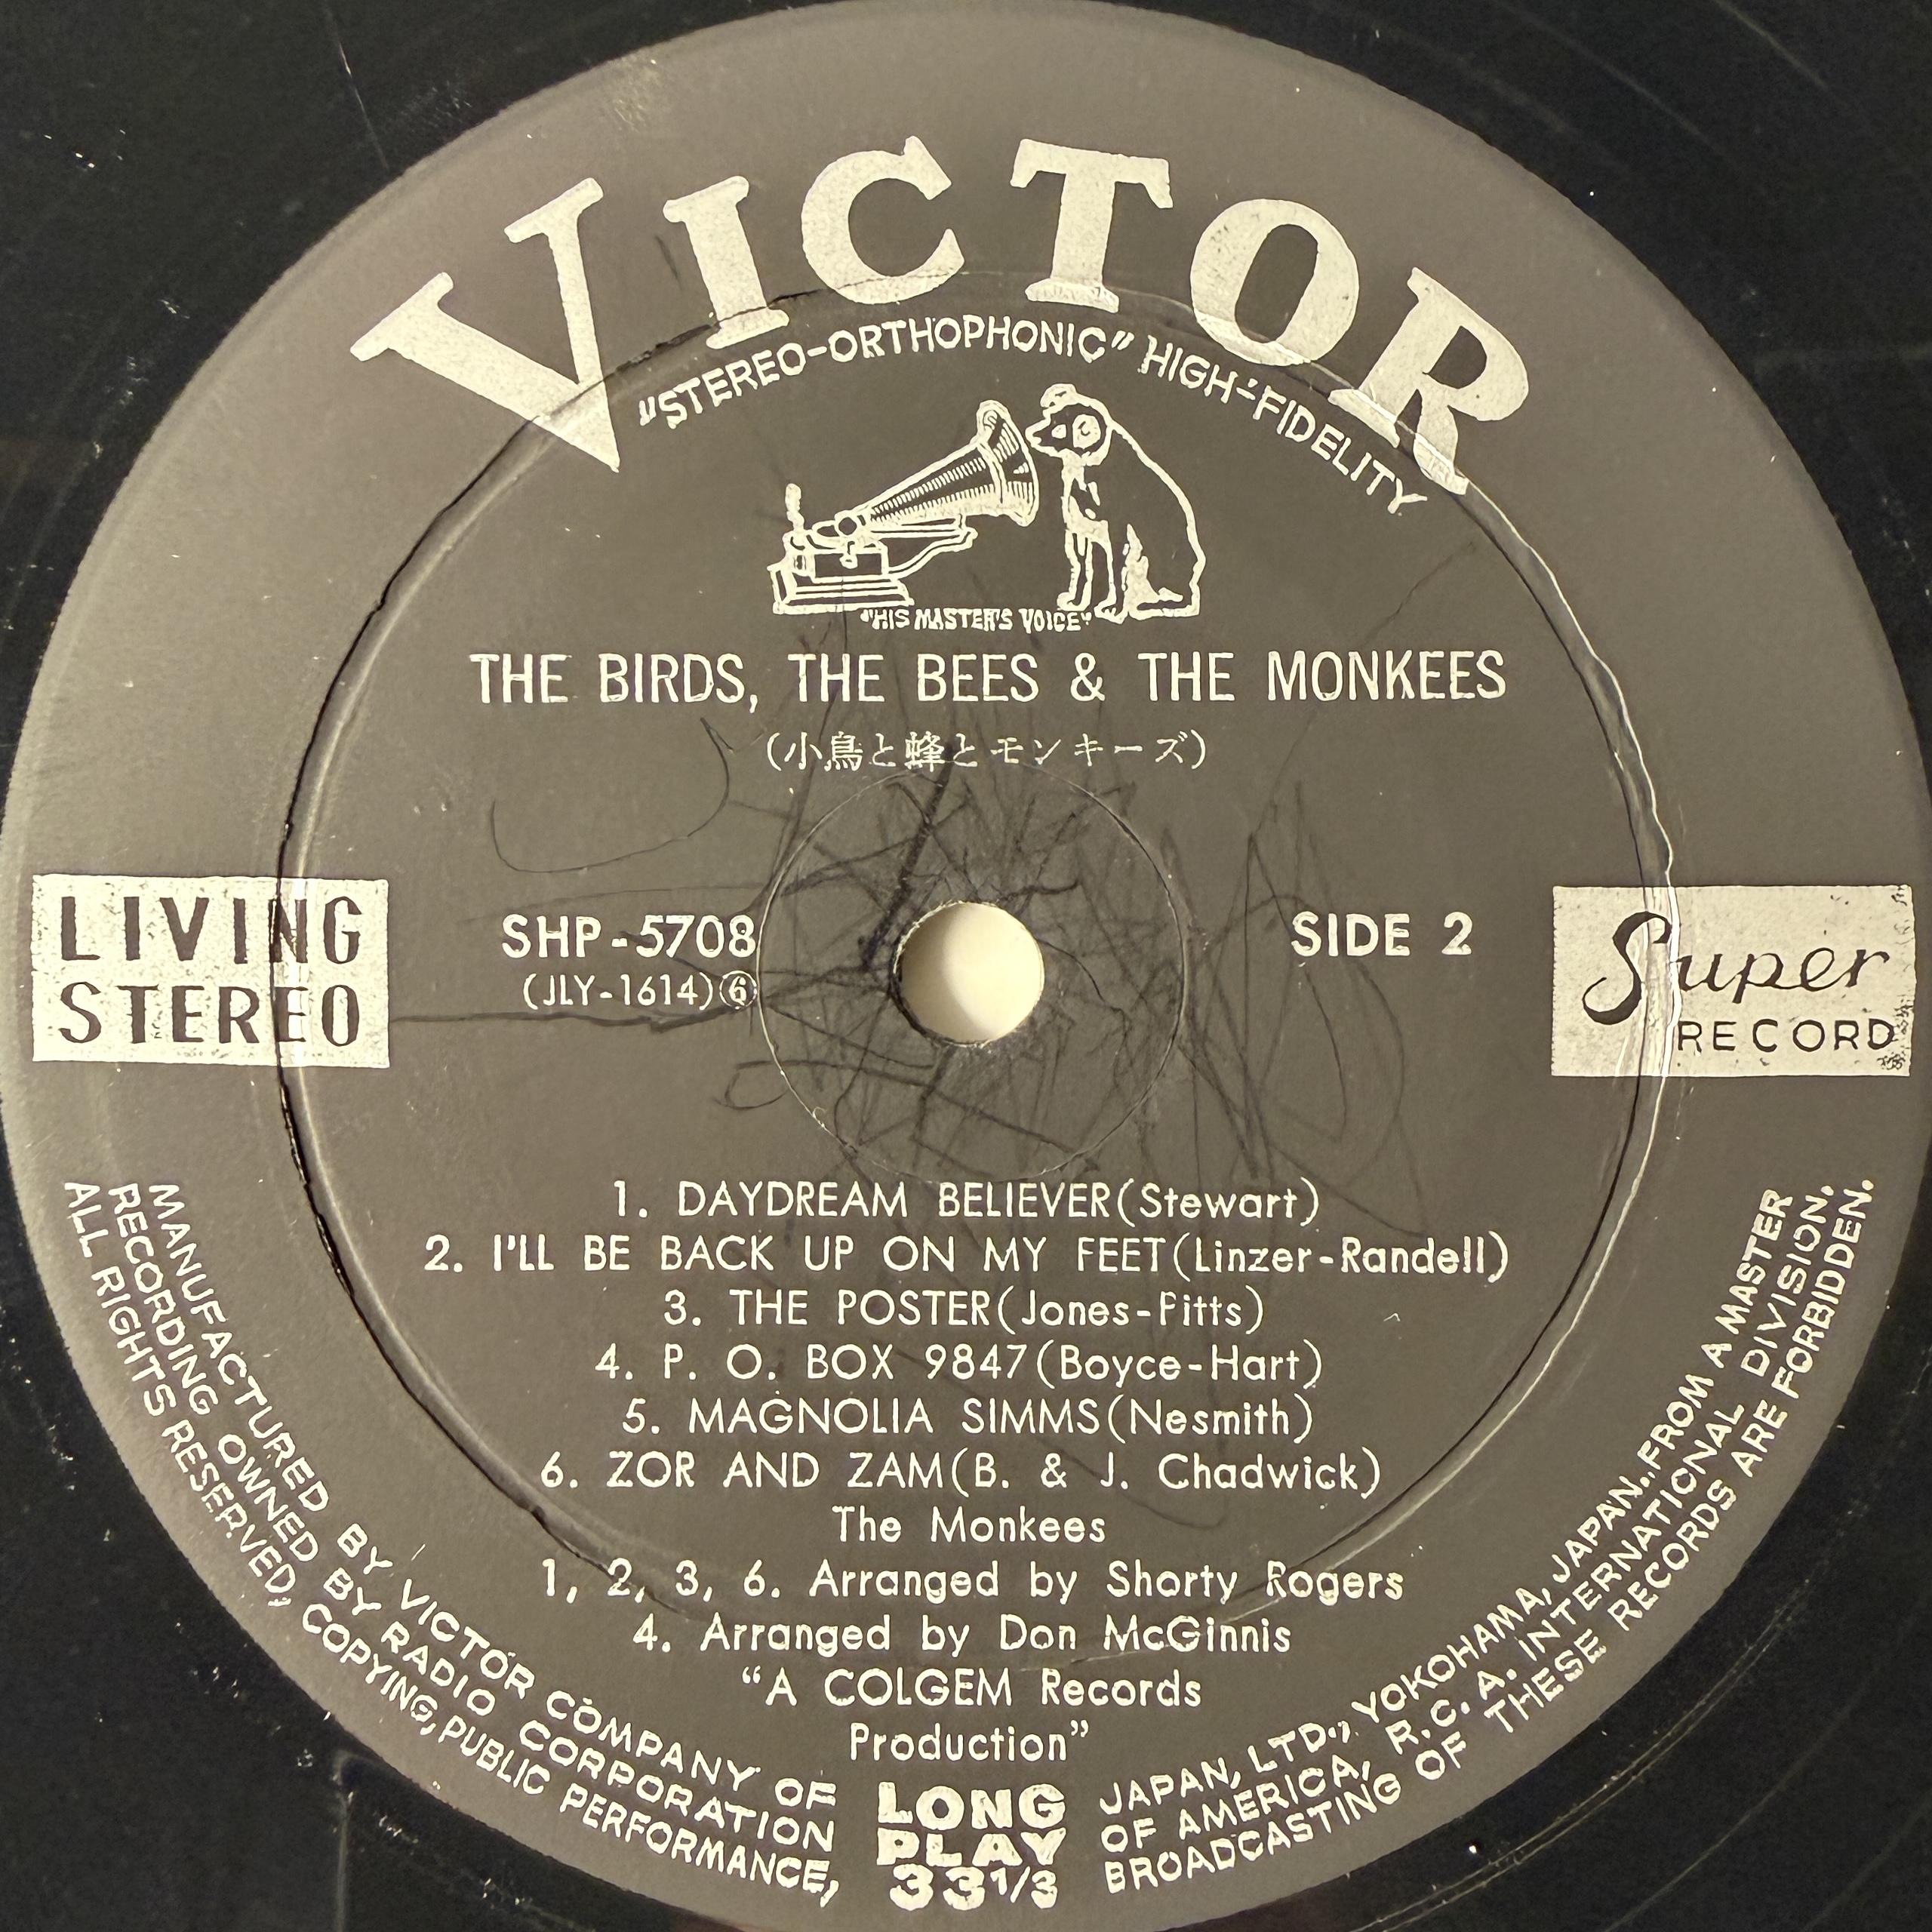 VICTOR
"STEREO-ORTHOPHONIC" HIGH-FIDELITY
"HIS MASTER'S VOICE"
THE BIRDS, THE BEES & THE MONKEES
(小鳥と蜂とモンキーズ)
LIVING
STEREO
SHP-5708
(JLY-1614)⑥
SIDE 2
Super
RECORD
1. DAYDREAM BELIEVER(Stewart)
2. I'LL BE BACK UP ON MY FEET(Linzer-Randell)
3. THE POSTER(Jones-Pitts)
4. P. O. BOX 9847(Boyce-Hart)
5. MAGNOLIA SIMMS(Nesmith)
6. ZOR AND ZAM(B. & J. Chadwick)
The Monkees
1, 2, 3, 6. Arranged by Shorty Rogers
4. Arranged by Don McGinnis
"A COLGEM Records
Production"
LONG
PLAY
33 1/3
MANUFACTURED BY VICTOR COMPANY OF JAPAN, LTD., YOKOHAMA, JAPAN. FROM A MASTER
RECORDING OWNED BY RADIO CORPORATION OF AMERICA, R.C.A. INTERNATIONAL DIVISION.
ALL RIGHTS RESERVED, COPYING, PUBLIC PERFORMANCE, BROADCASTING OF THESE RECORDS ARE FORBIDDEN.